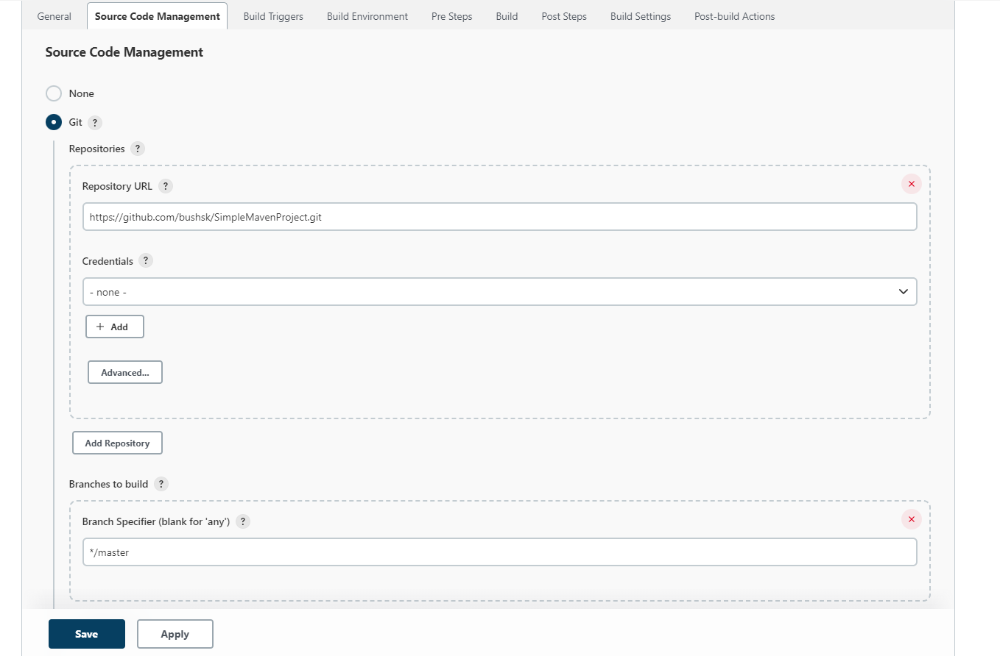 General Source Code Management Build Triggers Build Environment Pre Steps Build Post Steps Build Settings Post-build Actions
Source Code Management
None
Git ?
Repositories ?
Repository URL ?
https://github.com/bushsk/SimpleMavenProject.git
Credentials ?
- none -
+ Add
Advanced...
Add Repository
Branches to build ?
Branch Specifier (blank for 'any') ?
*/master
Save Apply